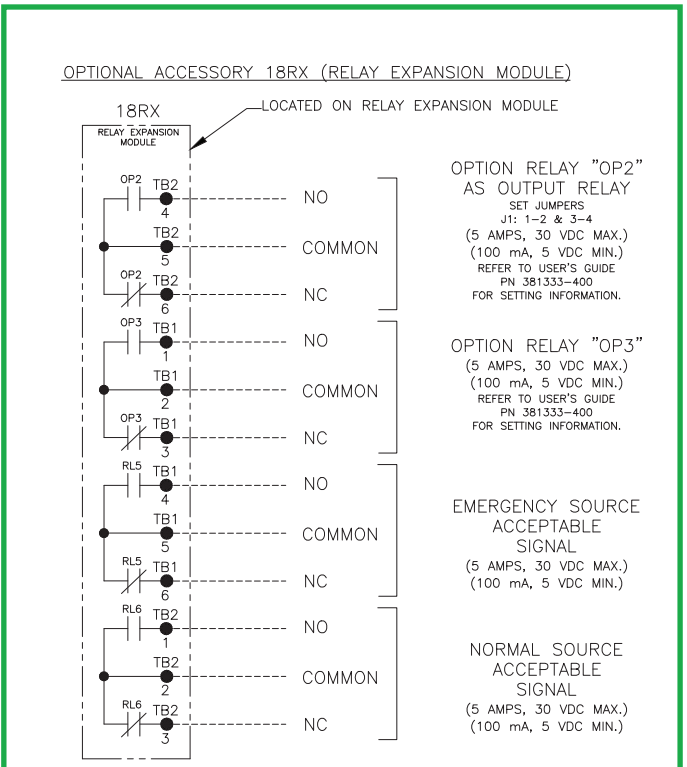 OPTIONAL ACCESSORY 18RX (RELAY EXPANSION MODULE)
18RX
LOCATED ON RELAY EXPANSION MODULE
RELAY EXPANSION
MODULE
OP2
TB2
4
NO
TB2
5
COMMON
OP2
TB2
6
NC
OPTION RELAY "OP2"
AS OUTPUT RELAY
SET JUMPERS
J1: 1-2 & 3-4
(5 AMPS, 30 VDC MAX.)
(100 mA, 5 VDC MIN.)
REFER TO USER'S GUIDE
PN 381333-400
FOR SETTING INFORMATION.
OP3
TB1
1
NO
TB1
2
COMMON
OP3
TB1
3
NC
OPTION RELAY "OP3"
(5 AMPS, 30 VDC MAX.)
(100 mA, 5 VDC MIN.)
REFER TO USER'S GUIDE
PN 381333-400
FOR SETTING INFORMATION.
RL5
TB1
4
NO
TB1
5
COMMON
RL5
TB1
6
NC
EMERGENCY SOURCE
ACCEPTABLE
SIGNAL
(5 AMPS, 30 VDC MAX.)
(100 mA, 5 VDC MIN.)
RL6
TB2
1
NO
TB2
2
COMMON
RL6
TB2
3
NC
NORMAL SOURCE
ACCEPTABLE
SIGNAL
(5 AMPS, 30 VDC MAX.)
(100 mA, 5 VDC MIN.)